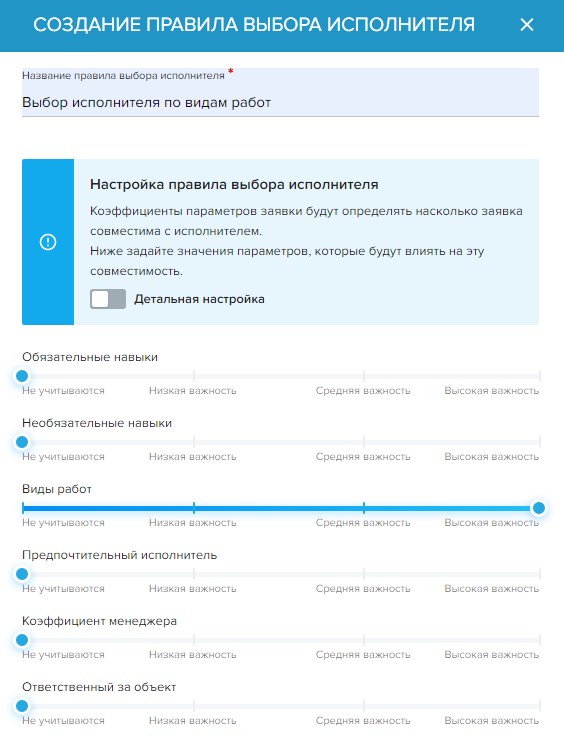 СОЗДАНИЕ ПРАВИЛА ВЫБОРА ИСПОЛНИТЕЛЯ
Название правила выбора исполнителя *
Выбор исполнителя по видам работ
Настройка правила выбора исполнителя
Коэффициенты параметров заявки будут определять насколько заявка
совместима с исполнителем.
Ниже задайте значения параметров, которые будут влиять на эту
совместимость.
Детальная настройка
Обязательные навыки
Не учитываются Низкая важность Средняя важность Высокая важность
Необязательные навыки
Не учитываются Низкая важность Средняя важность Высокая важность
Виды работ
Не учитываются Низкая важность Средняя важность Высокая важность
Предпочтительный исполнитель
Не учитываются Низкая важность Средняя важность Высокая важность
Коэффициент менеджера
Не учитываются Низкая важность Средняя важность Высокая важность
Ответственный за объект
Не учитываются Низкая важность Средняя важность Высокая важность